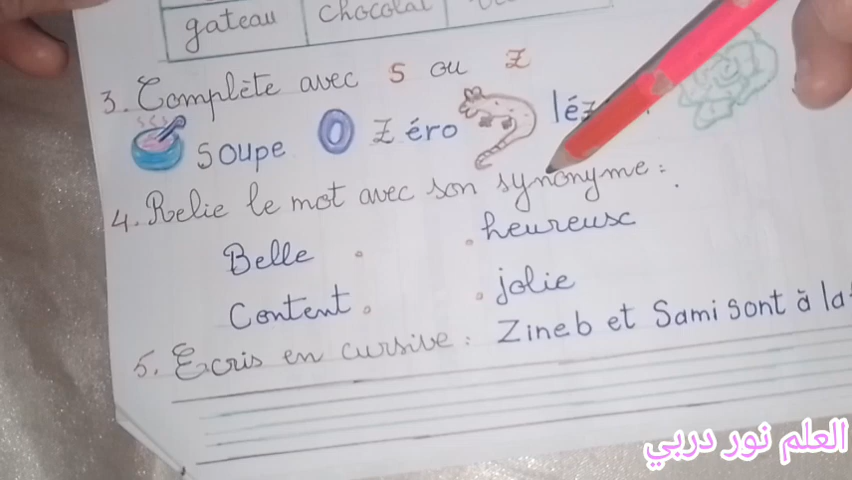 gateau chocolat
3. Complète avec s ou z
soupe zéro
4. Relie le mot avec son synonyme :
Belle . . heureuse
Content . . jolie
5. Ecris en cursive : Zineb et Sami sont à la
العلم نور دربي